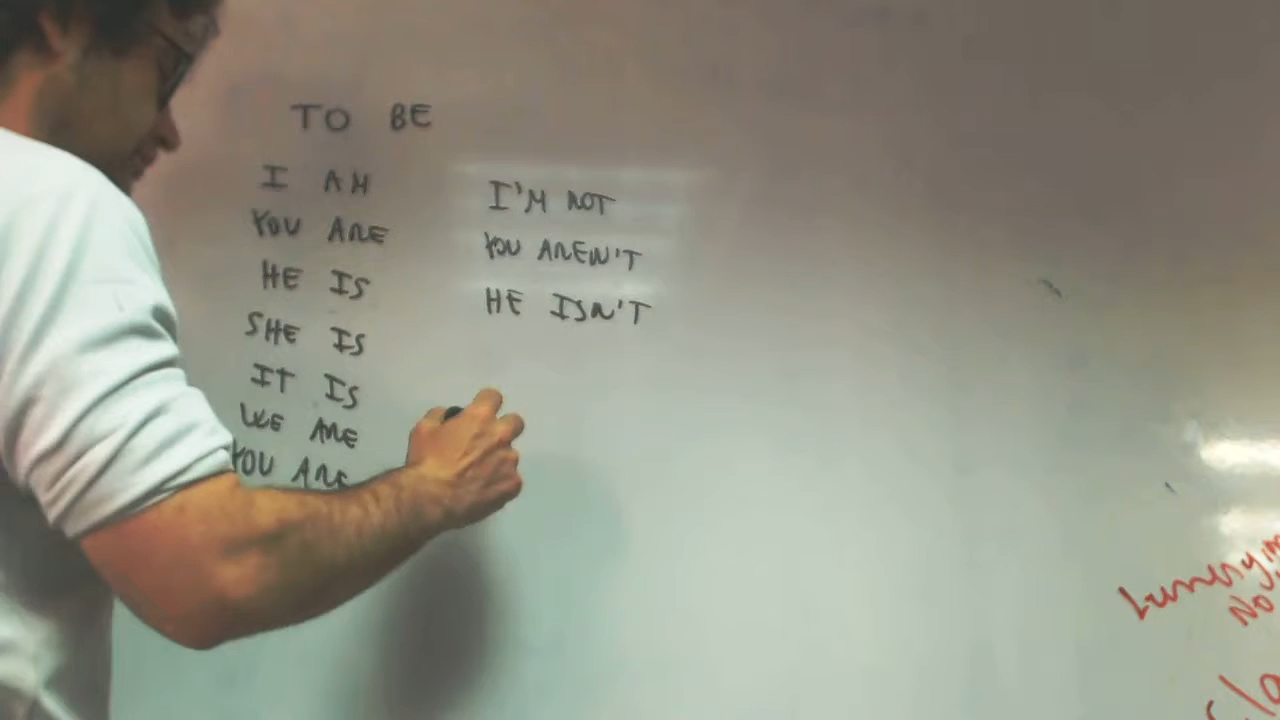 TO BE
I AM
YOU ARE
HE IS
SHE IS
IT IS
WE ARE
YOU ARE
I'M NOT
YOU AREN'T
HE ISN'T
No